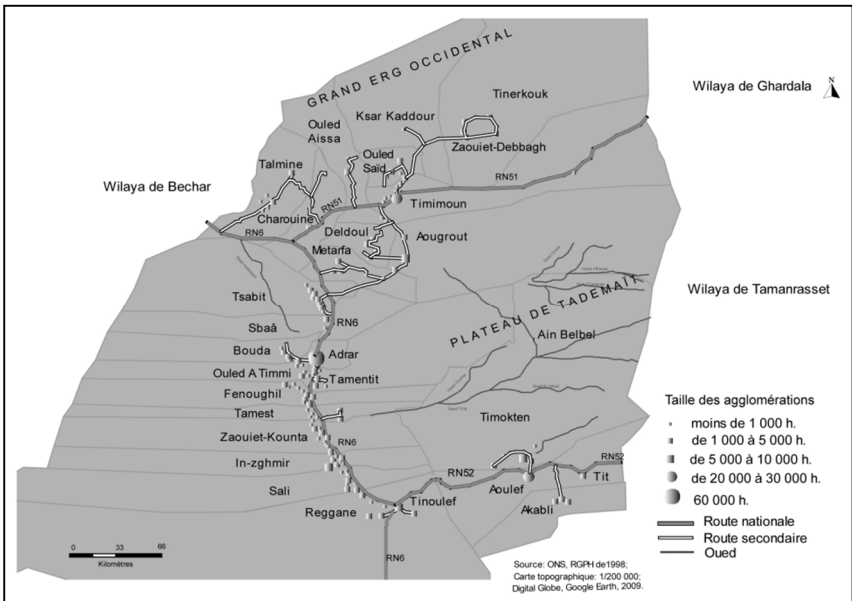 GRAND ERG OCCIDENTAL
Wilaya de Ghardala
N
Tinerkouk
Ksar Kaddour
Ouled
Aissa
Zaouiet-Debbagh
Ouled
Saïd
Talmine
RN51
Wilaya de Bechar
Timimoun
RN51
Charouine
RN6
Deldoul
Aougrout
Metarfa
Wilaya de Tamanrasset
Tsabit
PLATEAU DE TADEMAÏT
RN6
Sbaâ
Ain Belbel
Bouda
Adrar
Ouled A Timmi
Tamentit
Fenoughil
Tamest
Timokten
Zaouiet-Kounta
RN6
In-zghmir
RN52
RN52
Sali
Aoulef
Tit
Tinoulef
Reggane
Akabli
RN6
Taille des agglomérations
moins de 1 000 h.
de 1 000 à 5 000 h.
de 5 000 à 10 000 h.
de 20 000 à 30 000 h.
60 000 h.
Route nationale
Route secondaire
Oued
0 33 66
Kilomètres
Source: ONS, RGPH de1998;
Carte topographique: 1/200 000;
Digital Globe, Google Earth, 2009.